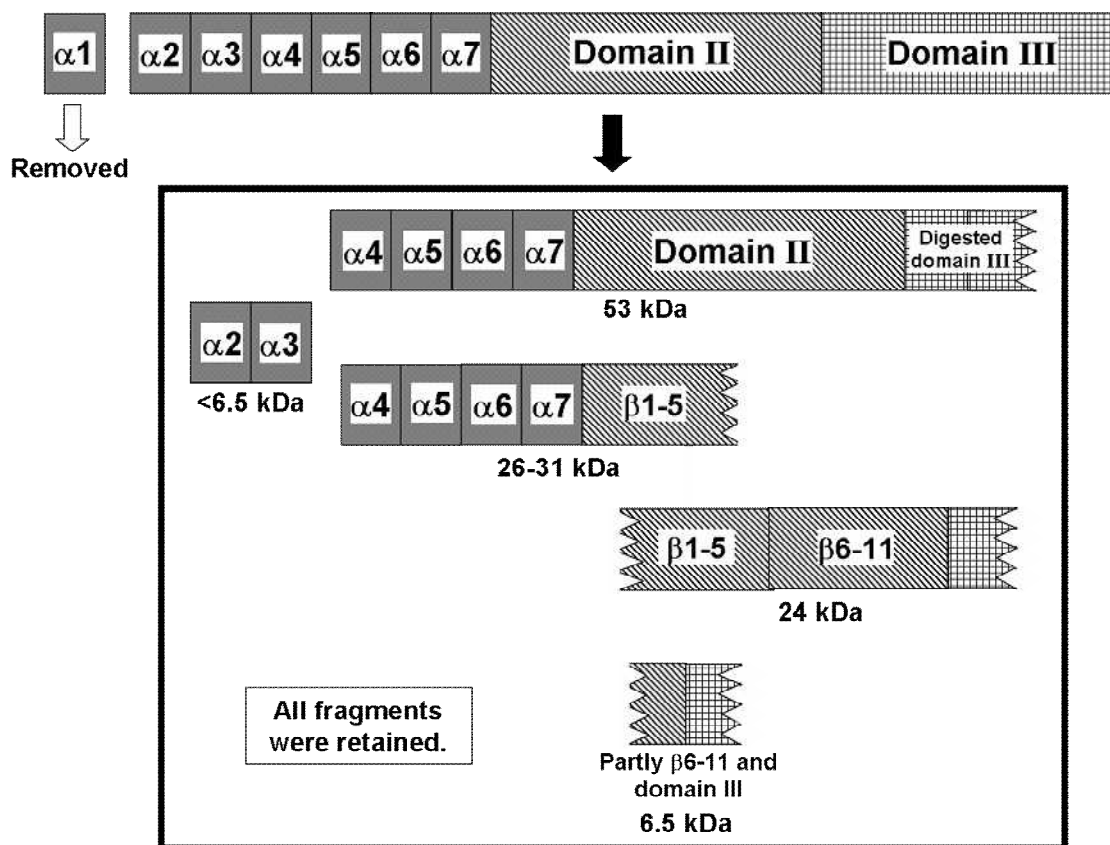 α1 α2 α3 α4 α5 α6 α7 Domain II Domain III
Removed
α4 α5 α6 α7 Domain II Digested
domain III
53 kDa
α2 α3
<6.5 kDa
α4 α5 α6 α7 β1-5
26-31 kDa
β1-5 β6-11
24 kDa
All fragments
were retained.
Partly β6-11 and
domain III
6.5 kDa